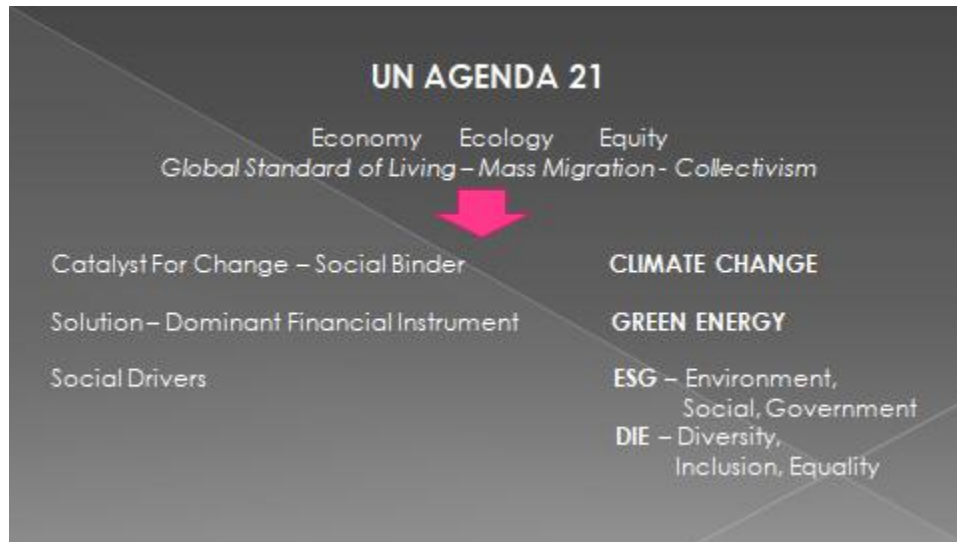 UN AGENDA 21
Economy Ecology Equity
Global Standard of Living – Mass Migration - Collectivism
Catalyst For Change – Social Binder CLIMATE CHANGE
Solution – Dominant Financial Instrument GREEN ENERGY
Social Drivers ESG – Environment,
Social, Government
DIE – Diversity,
Inclusion, Equality